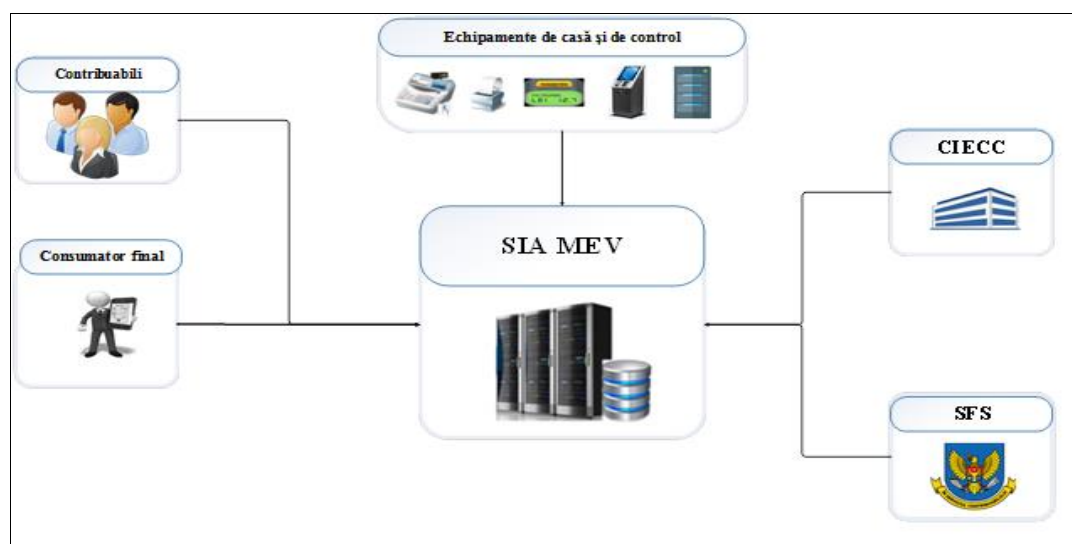 Echipamente de casă și de control
Contribuabili
CIECC
SIA MEV
Consumator final
SFS